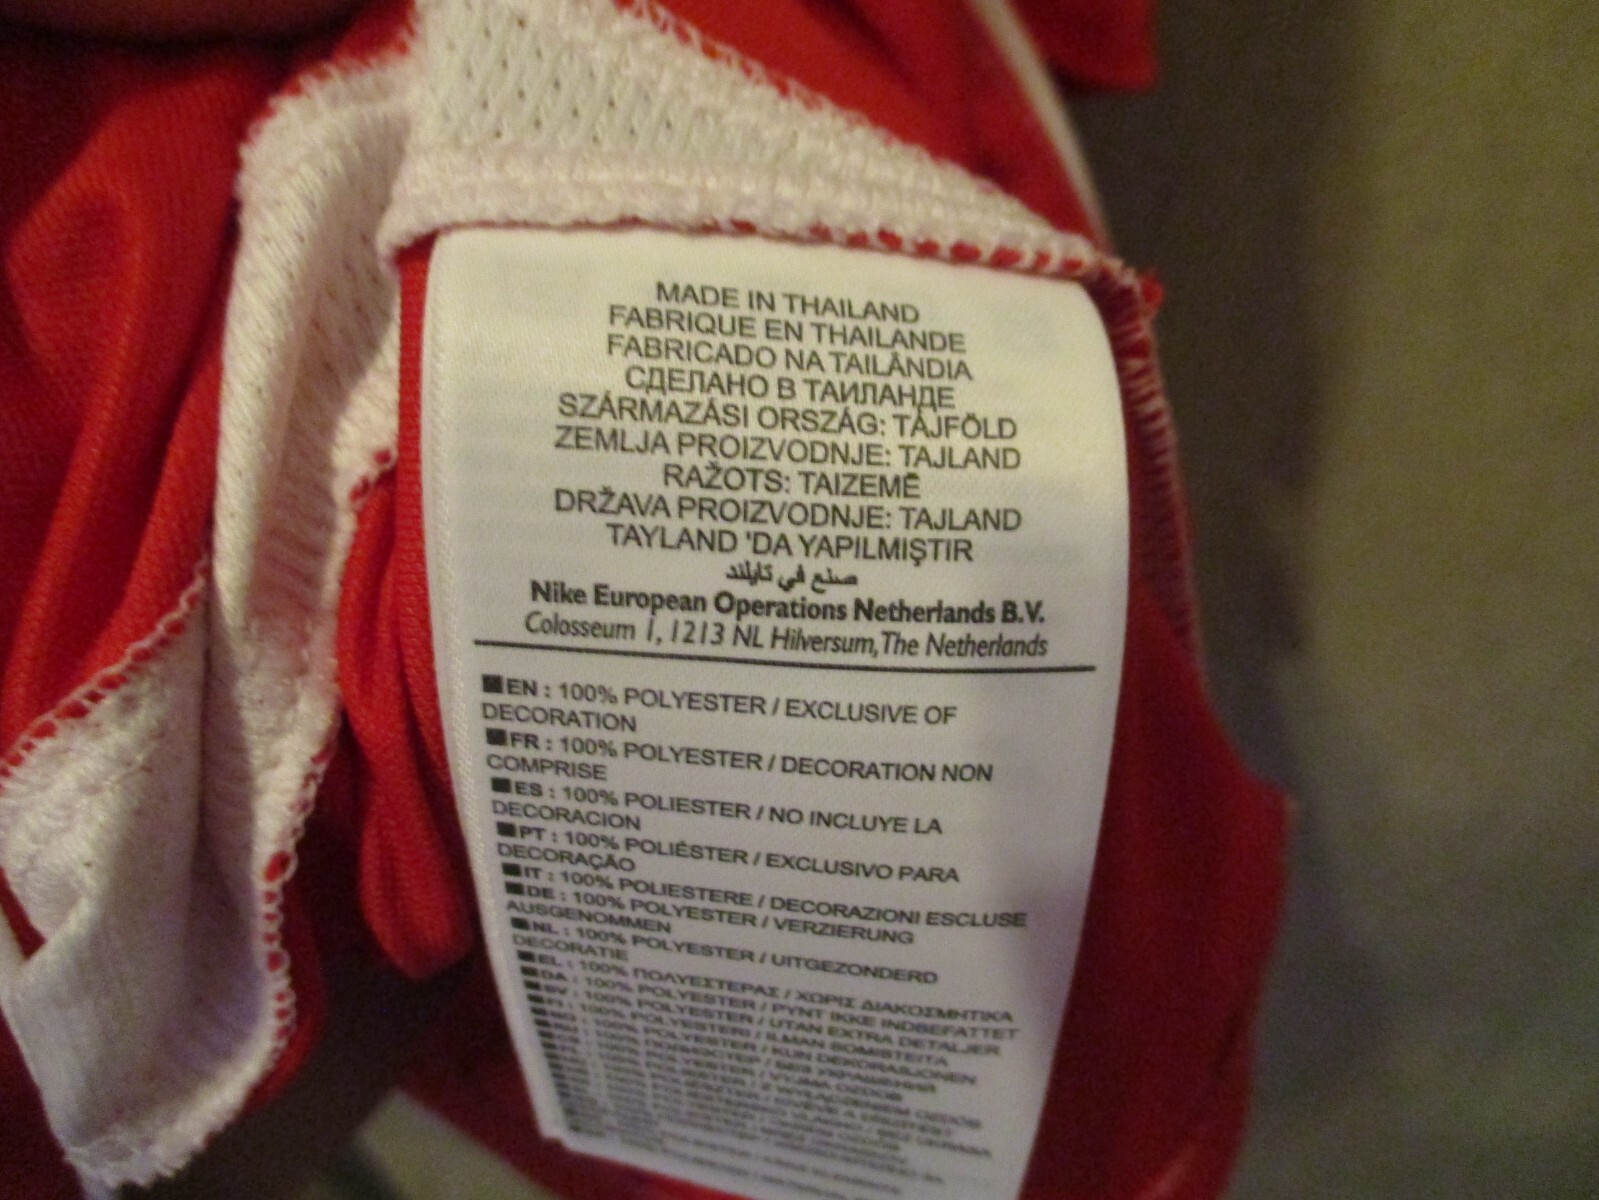 MADE IN THAILAND
FABRIQUE EN THAILANDE
FABRICADO NA TAILÂNDIA
СДЕЛАНО В ТАИЛАНДЕ
SZÁRMAZÁSI ORSZÁG: TÁJFÖLD
ZEMLJA PROIZVODNJE: TAJLAND
RAŽOTS: TAIZEMĒ
DRŽAVA PROIZVODNJE: TAJLAND
TAYLAND 'DA YAPILMIŞTIR
صنع في تايلند
Nike European Operations Netherlands B.V.
Colosseum 1, 1213 NL Hilversum, The Netherlands
EN : 100% POLYESTER / EXCLUSIVE OF
DECORATION
FR : 100% POLYESTER / DECORATION NON
COMPRISE
ES : 100% POLIESTER / NO INCLUYE LA
DECORACION
PT : 100% POLIÉSTER / EXCLUSIVO PARA
DECORAÇÃO
IT : 100% POLIESTERE / DECORAZIONI ESCLUSE
DE : 100% POLYESTER / VERZIERUNG
AUSGENOMMEN
NL : 100% POLYESTER / UITGEZONDERD
DECORATIE
EL : 100% ΠΟΛΥΕΣΤΕΡΑΣ / ΧΩΡΙΣ ΔΙΑΚΟΣΜΗΤΙΚΑ
DA : 100% POLYESTER / PYNT IKKE INDBEFATTET
SV : 100% POLYESTER / UTAN EXTRA DETALJER
FI : 100% POLYESTERI / ILMAN SOMISTEITA
100% POLYESTER / KUN DEKORASJONEN
100% / БЕЗ УКРАШЕНИЙ
100%